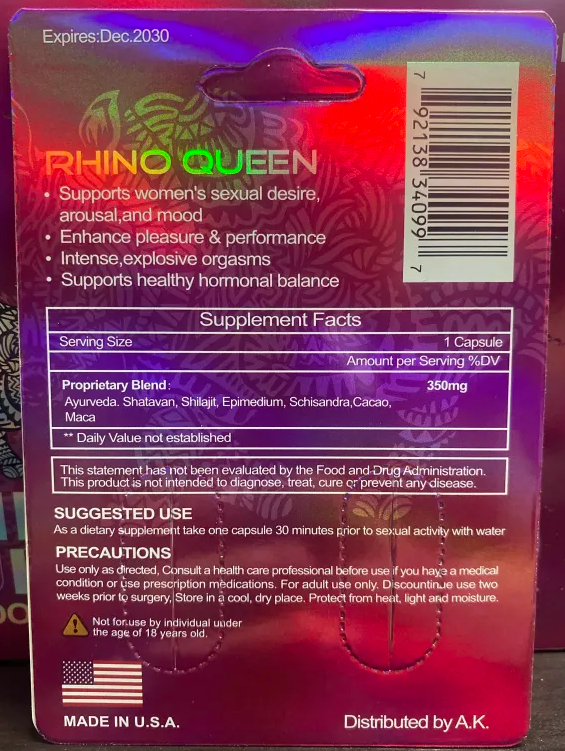 Expires:Dec.2030
7 92138 34099 7
RHINO QUEEN
• Supports women's sexual desire,
arousal,and mood
• Enhance pleasure & performance
• Intense,explosive orgasms
• Supports healthy hormonal balance
Supplement Facts
Serving Size 1 Capsule
Amount per Serving %DV
Proprietary Blend: 350mg
Ayurveda. Shatavan, Shilajit, Epimedium, Schisandra,Cacao,
Maca
** Daily Value not established
This statement has not been evaluated by the Food and Drug Administration.
This product is not intended to diagnose, treat, cure or prevent any disease.
SUGGESTED USE
As a dietary supplement take one capsule 30 minutes prior to sexual activity with water
PRECAUTIONS
Use only as directed, Consult a health care professional before use if you have a medical
condition or use prescription medications. For adult use only. Discontinue use two
weeks prior to surgery, Store in a cool, dry place. Protect from heat, light and moisture.
Not for use by individual under
the age of 18 years old.
MADE IN U.S.A.
Distributed by A.K.